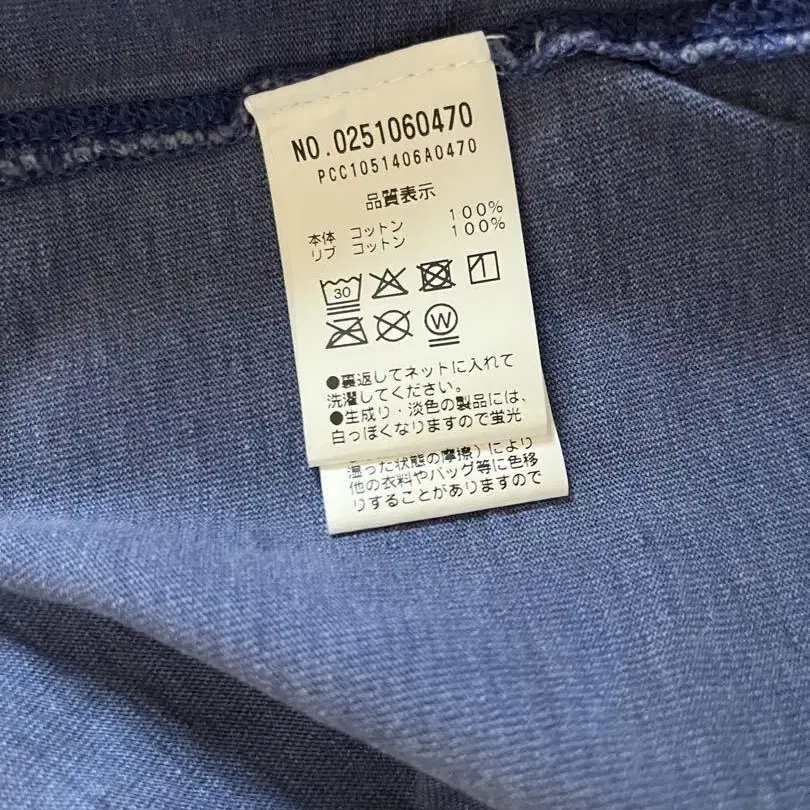 NO.0251060470
PCC1051406A0470
品質表示
本体 コットン 100%
リブ コットン 100%
30
W
●裏返してネットに入れて
洗濯してください。
●生成り・淡色の製品には、
白っぽくなりますので蛍光
湿った状態の摩擦）により
他の衣料やバッグ等に色移
りすることがありますので